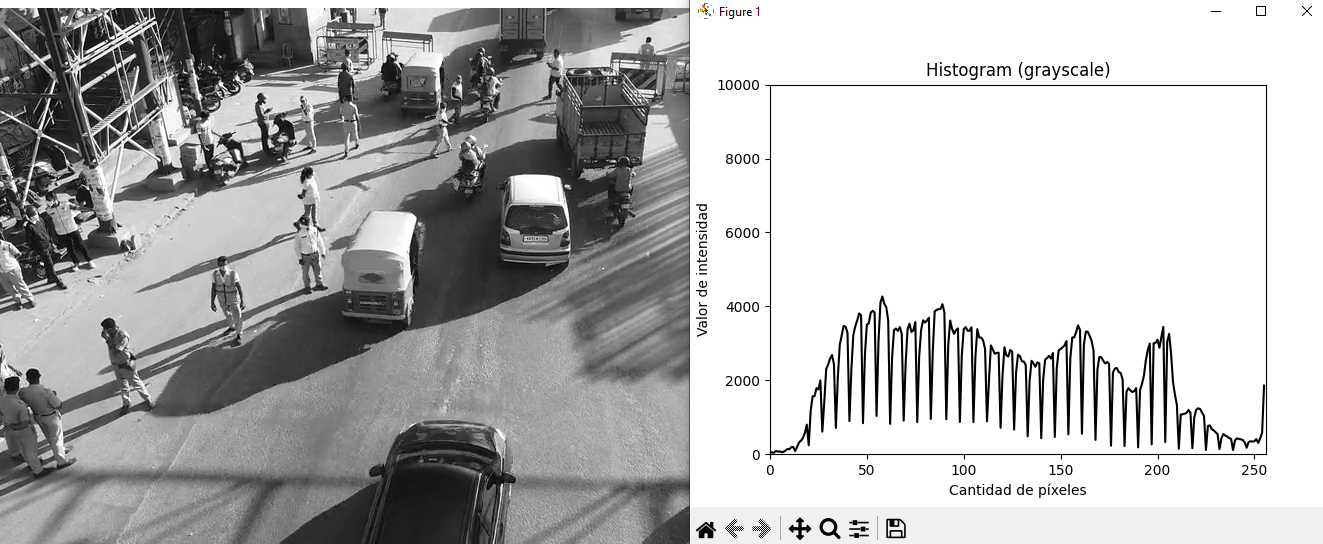 Figure 1
Histogram (grayscale)
10000
8000
6000
4000
2000
0
Valor de intensidad
0 50 100 150 200 250
Cantidad de píxeles